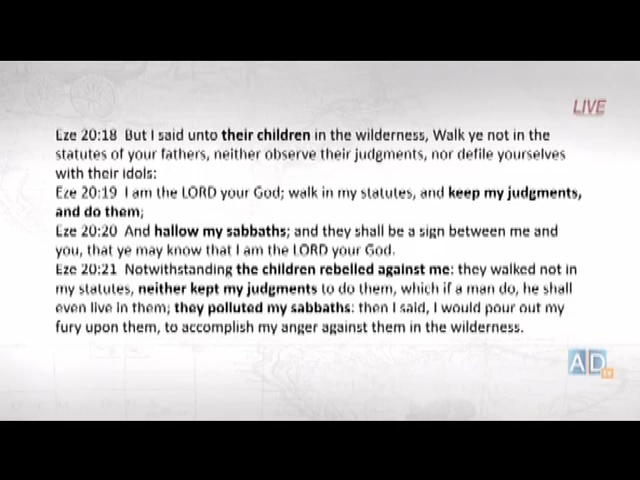 LIVE
Eze 20:18 But I said unto their children in the wilderness, Walk ye not in the
statutes of your fathers, neither observe their judgments, nor defile yourselves
with their idols:
Eze 20:19 I am the LORD your God; walk in my statutes, and keep my judgments,
and do them;
Eze 20:20 And hallow my sabbaths; and they shall be a sign between me and
you, that ye may know that I am the LORD your God.
Eze 20:21 Notwithstanding the children rebelled against me: they walked not in
my statutes, neither kept my judgments to do them, which if a man do, he shall
even live in them; they polluted my sabbaths: then I said, I would pour out my
fury upon them, to accomplish my anger against them in the wilderness.
AD
TV